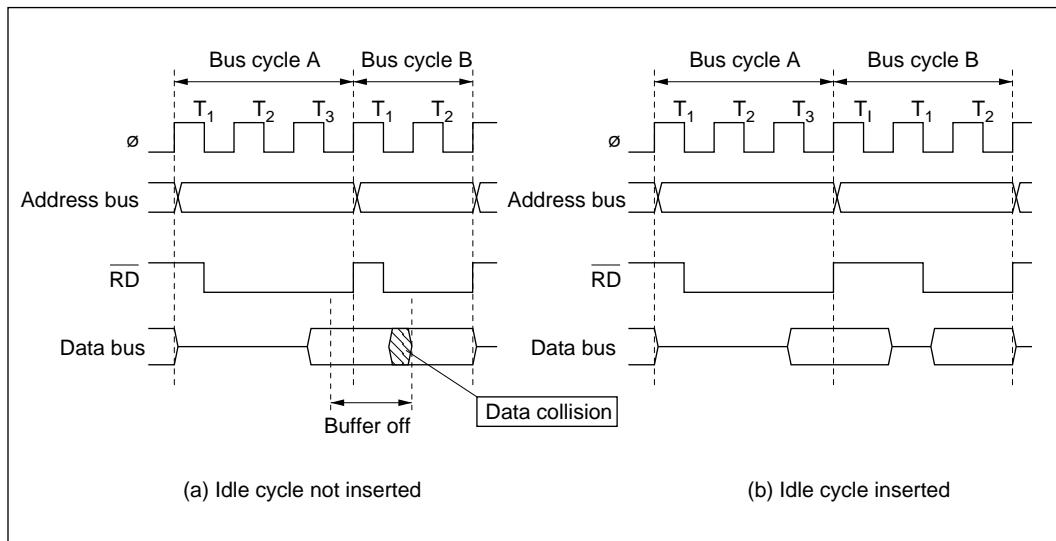 Bus cycle A Bus cycle B Bus cycle A Bus cycle B
T1 T2 T3 T1 T2 T1 T2 T3 TI T1 T2
ø ø
Address bus Address bus
RD RD
Data bus Data bus
Data collision
Buffer off
(a) Idle cycle not inserted (b) Idle cycle inserted